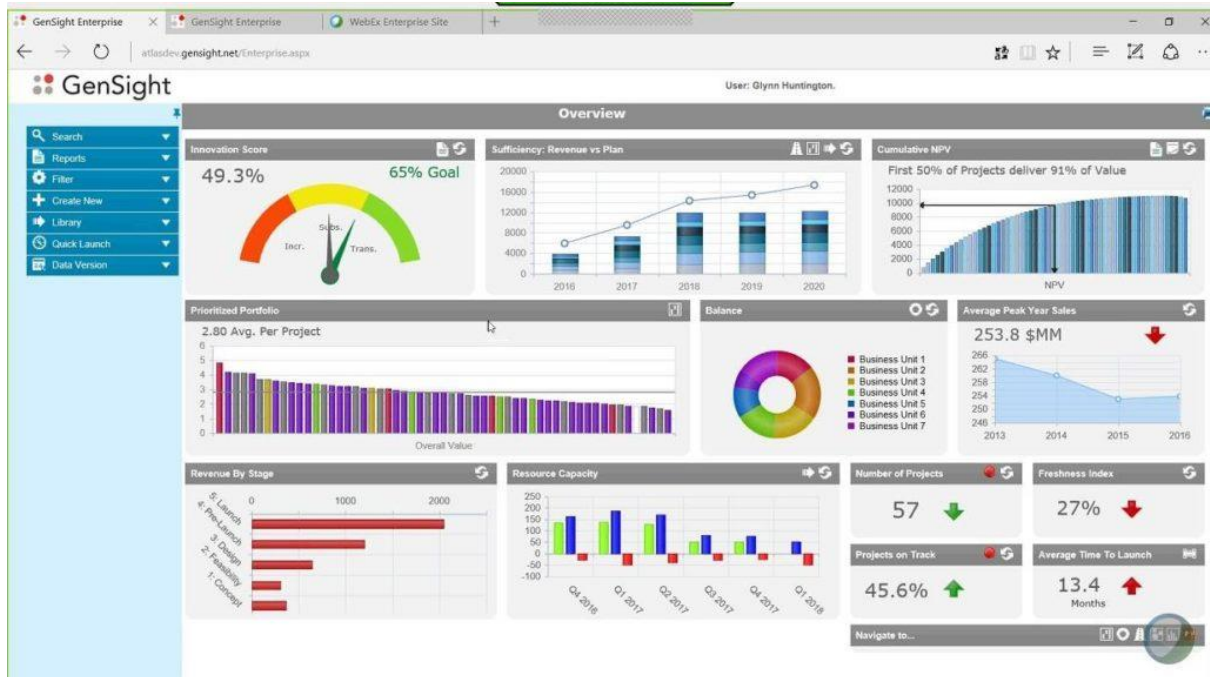 GenSight Enterprise
GenSight Enterprise
WebEx Enterprise Site
atlasdev.gensight.net/Enterprise.aspx
GenSight
User: Glynn Huntington.
Overview
Search
Reports
Filter
Create New
Library
Quick Launch
Data Version
Innovation Score
49.3%
65% Goal
Incr.
Subs.
Trans.
Sufficiency: Revenue vs Plan
20000
16000
12000
8000
4000
0
2016
2017
2018
2019
2020
Cumulative NPV
First 50% of Projects deliver 91% of Value
12000
10000
8000
6000
4000
2000
0
NPV
Prioritized Portfolio
2.80 Avg. Per Project
6
5
4
3
2
1
0
Overall Value
Balance
Business Unit 1
Business Unit 2
Business Unit 3
Business Unit 4
Business Unit 5
Business Unit 6
Business Unit 7
Average Peak Year Sales
253.8 $MM
266
262
258
254
250
246
2013
2014
2015
2016
Revenue By Stage
0
1000
2000
5: Launch
4: Pre-Launch
3: Design
2: Feasibility
1: Concept
Resource Capacity
250
200
150
100
50
0
-50
-100
Q4 2016
Q1 2017
Q2 2017
Q3 2017
Q4 2017
Q1 2018
Number of Projects
57
Freshness Index
27%
Projects on Track
45.6%
Average Time To Launch
13.4
Months
Navigate to...